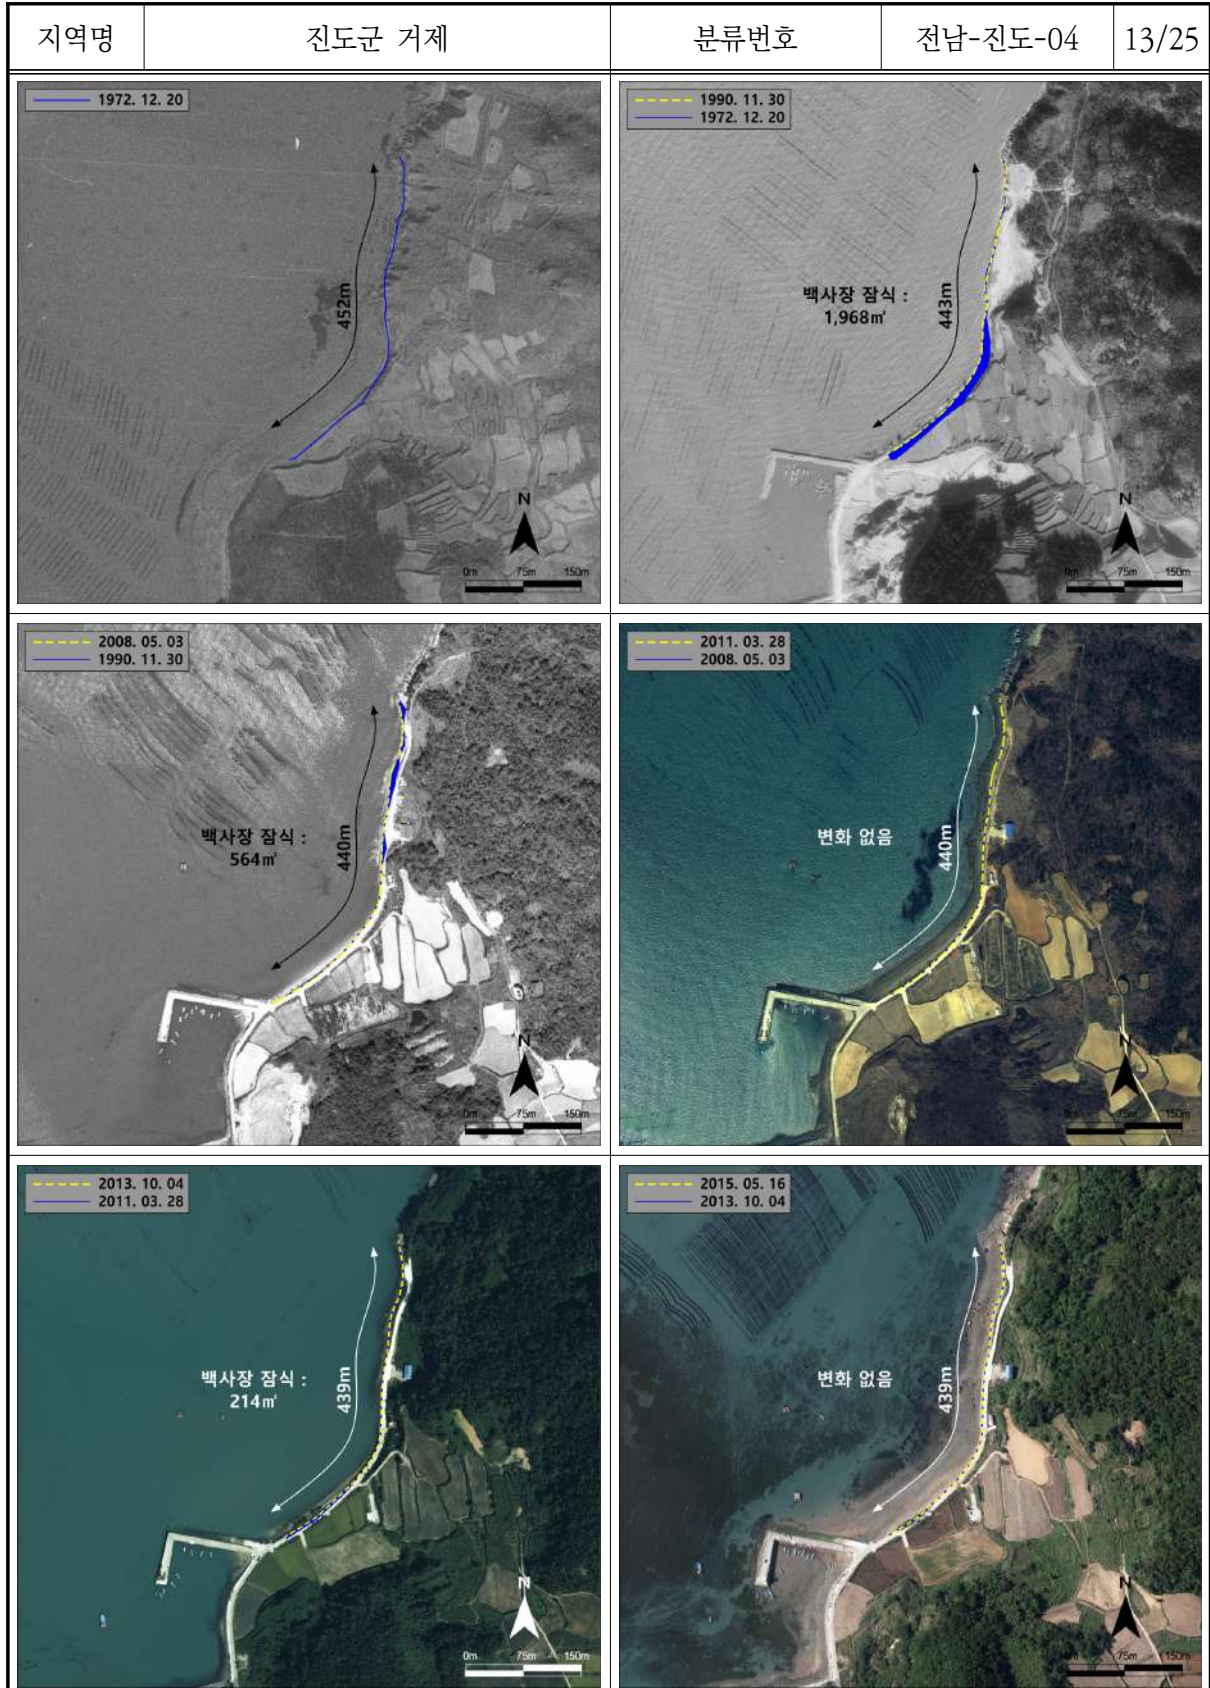 지역명 진도군 거제 분류번호 전남-진도-04 13/25
1972. 12. 20
452m
N
0m 75m 150m
1990. 11. 30
1972. 12. 20
백사장 잠식 :
1,968㎡
443m
N
0m 75m 150m
2008. 05. 03
1990. 11. 30
백사장 잠식 :
564㎡
440m
N
0m 75m 150m
2011. 03. 28
2008. 05. 03
변화 없음
440m
N
0m 75m 150m
2013. 10. 04
2011. 03. 28
백사장 잠식 :
214㎡
439m
N
0m 75m 150m
2015. 05. 16
2013. 10. 04
변화 없음
439m
N
0m 75m 150m